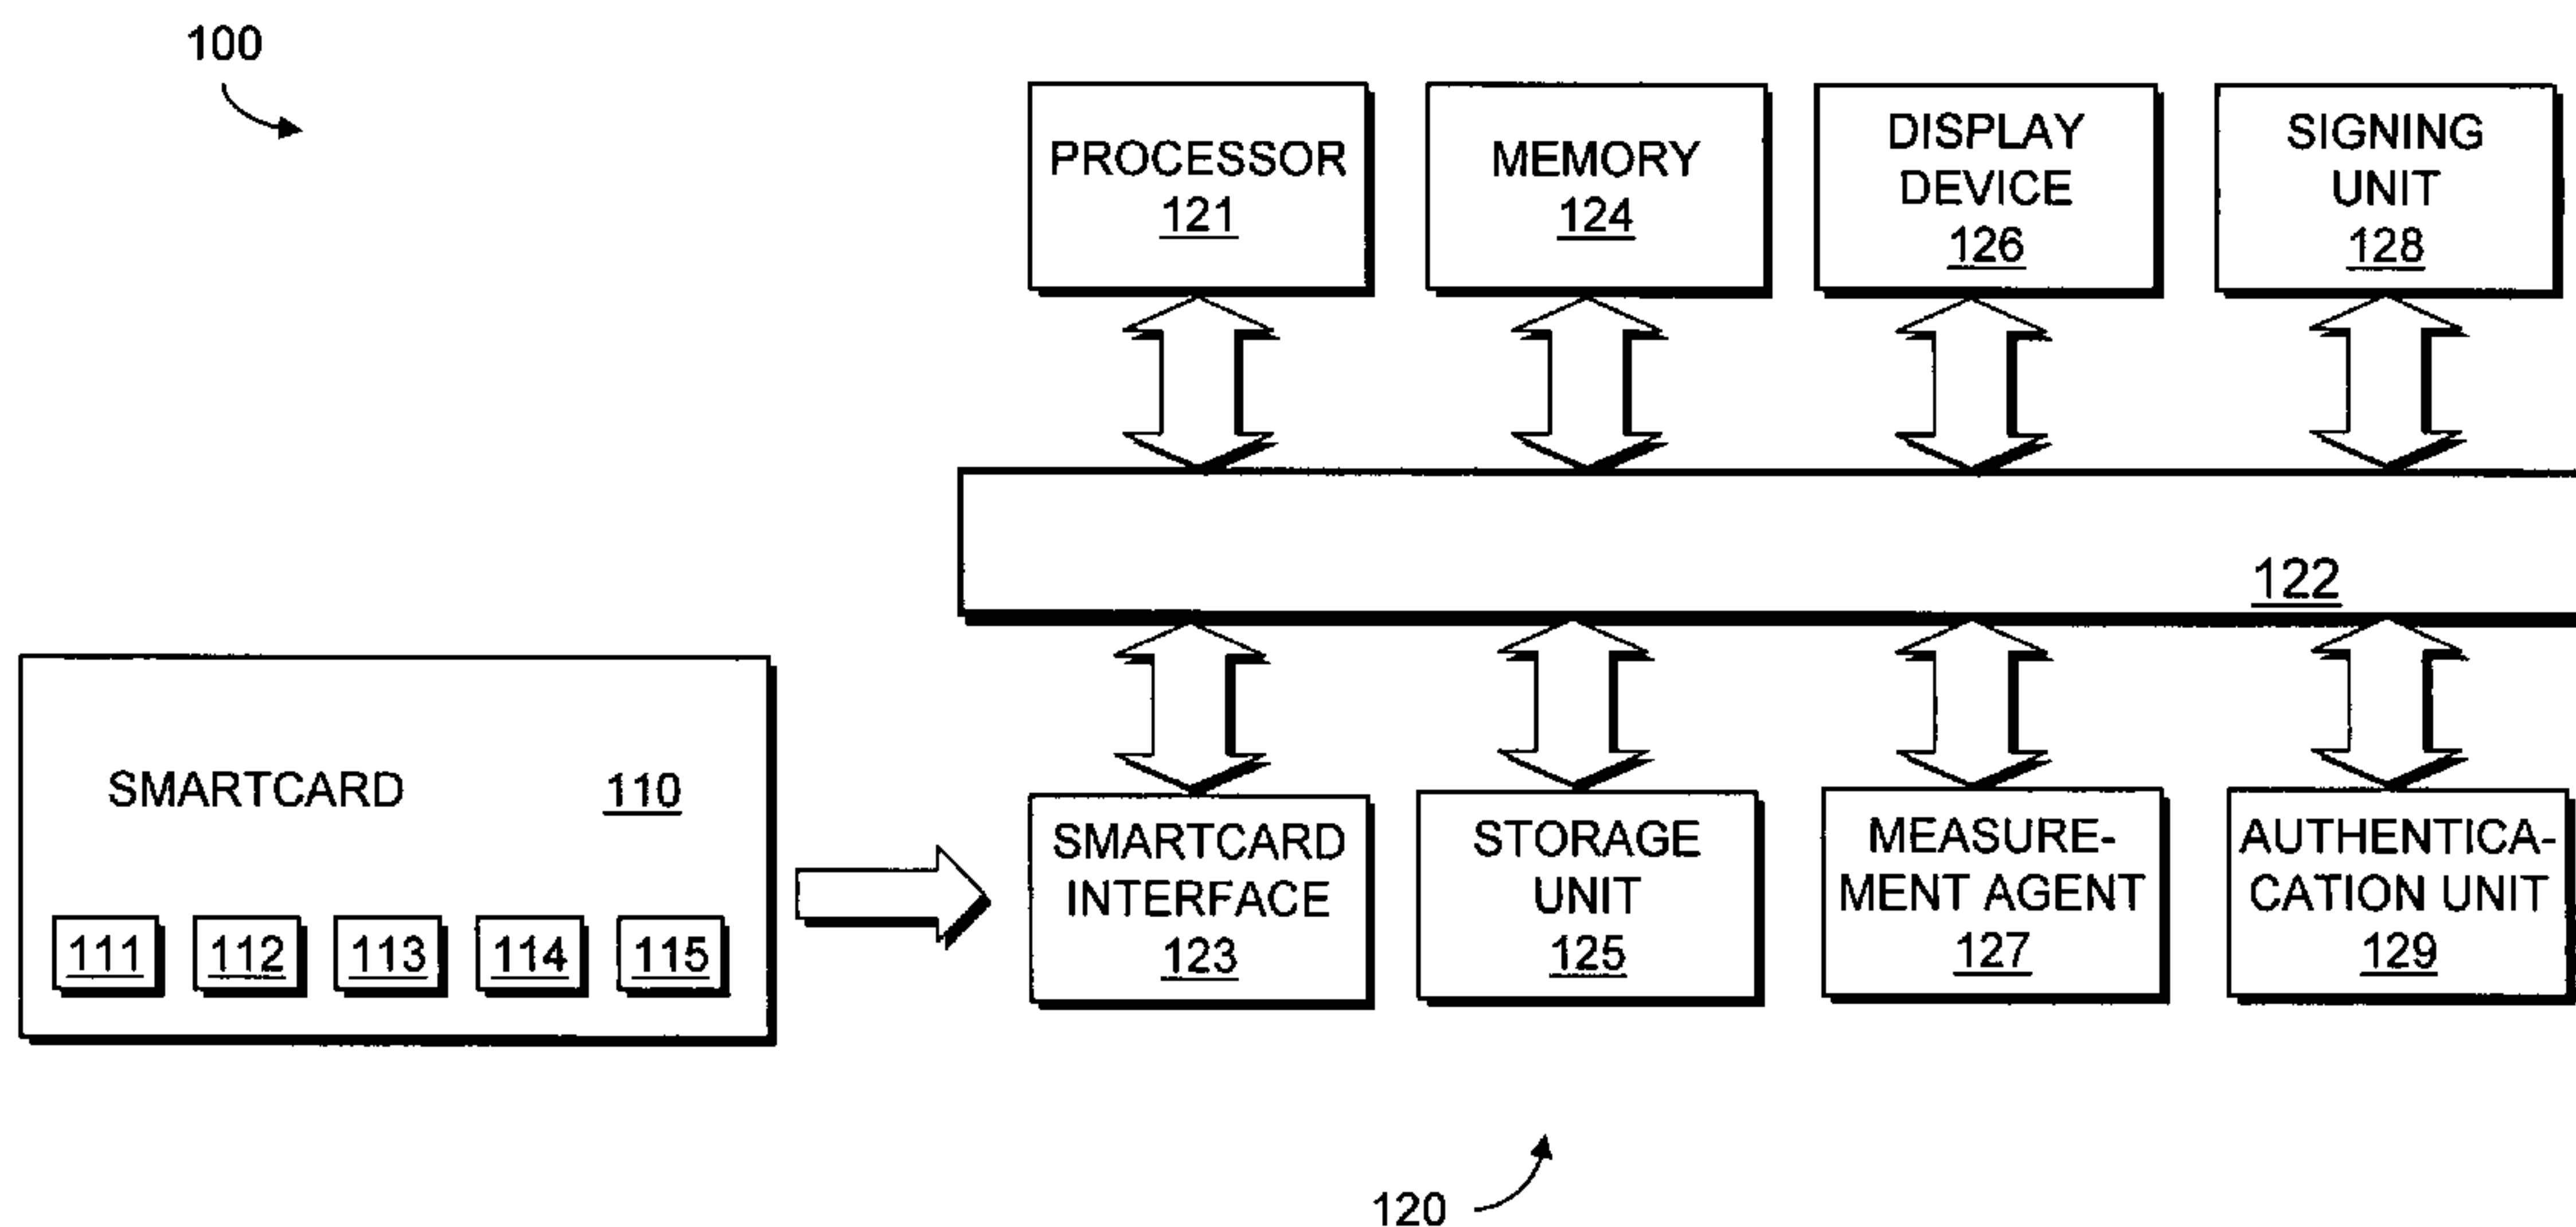 100
PROCESSOR
121
MEMORY
124
DISPLAY
DEVICE
126
SIGNING
UNIT
128
122
SMARTCARD 110
111 112 113 114 115
SMARTCARD
INTERFACE
123
STORAGE
UNIT
125
MEASURE-
MENT AGENT
127
AUTHENTICA-
CATION UNIT
129
120